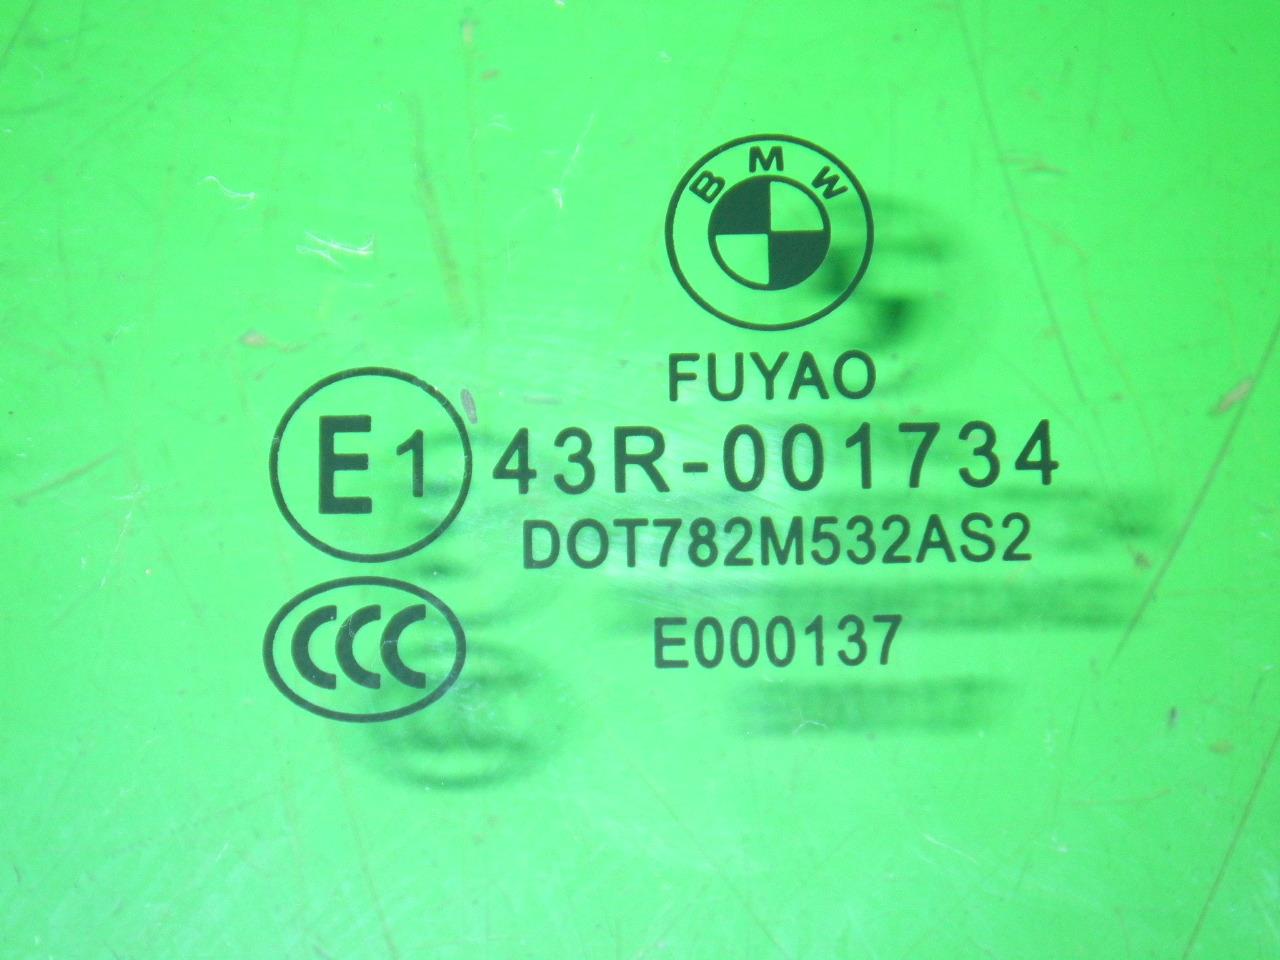 BMW
FUYAO
E1 43R-001734
DOT782M532AS2
CCC E000137